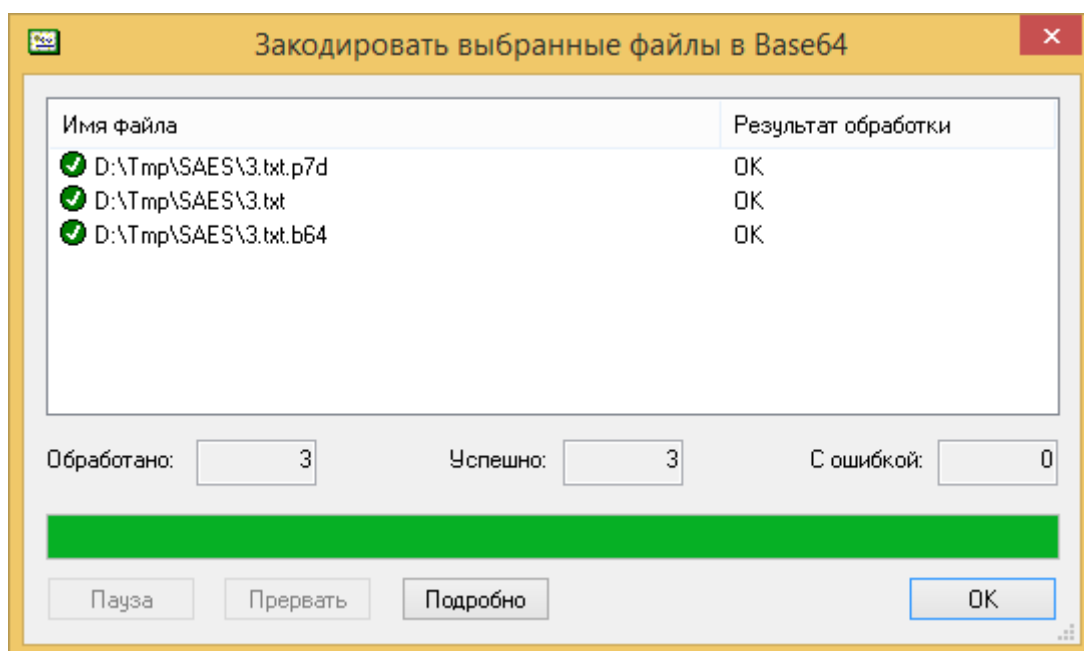 Закодировать выбранные файлы в Base64
Имя файла Результат обработки
D:\Tmp\SAES\3.txt.p7d OK
D:\Tmp\SAES\3.txt OK
D:\Tmp\SAES\3.txt.b64 OK
Обработано: 3 Успешно: 3 С ошибкой: 0
Пауза Прервать Подробно OK